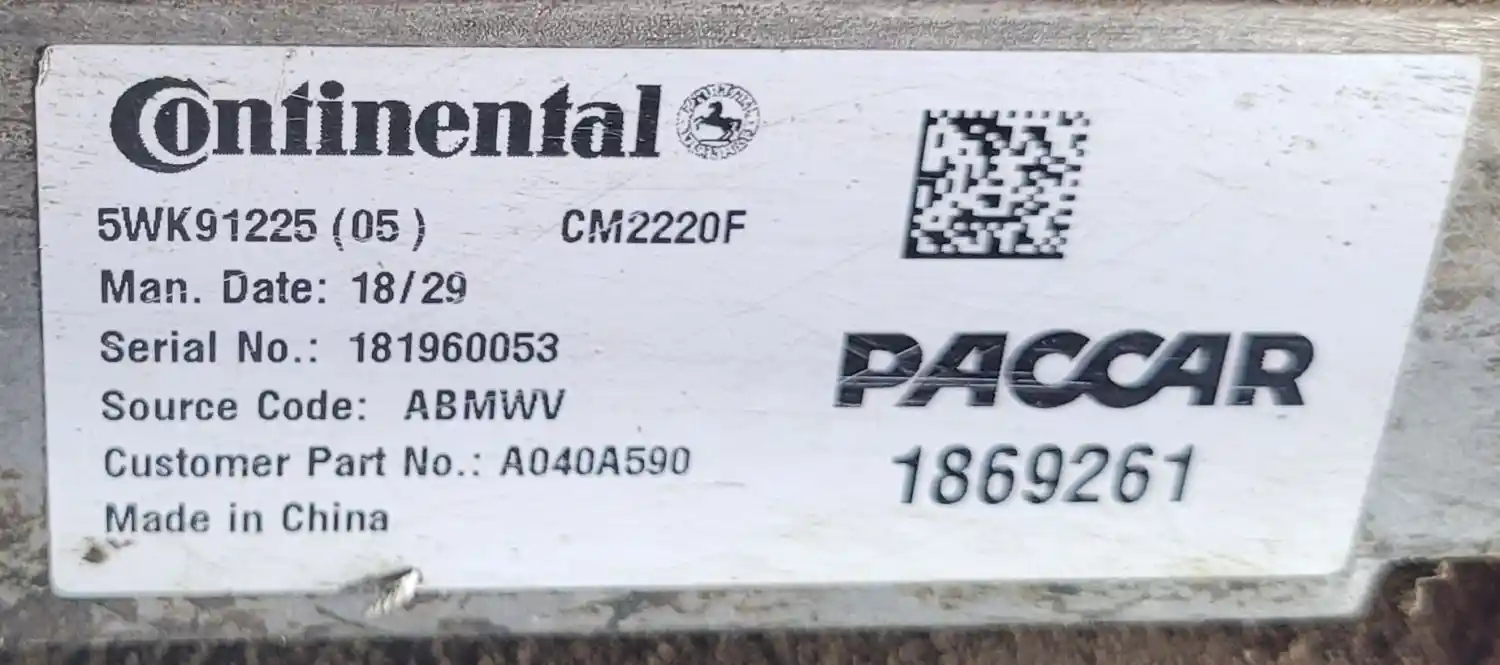 Continental
5WK91225 (05 ) CM2220F
Man. Date: 18/29
Serial No.: 181960053
Source Code: ABMWV
Customer Part No.: A040A590
Made in China
PACCAR
1869261